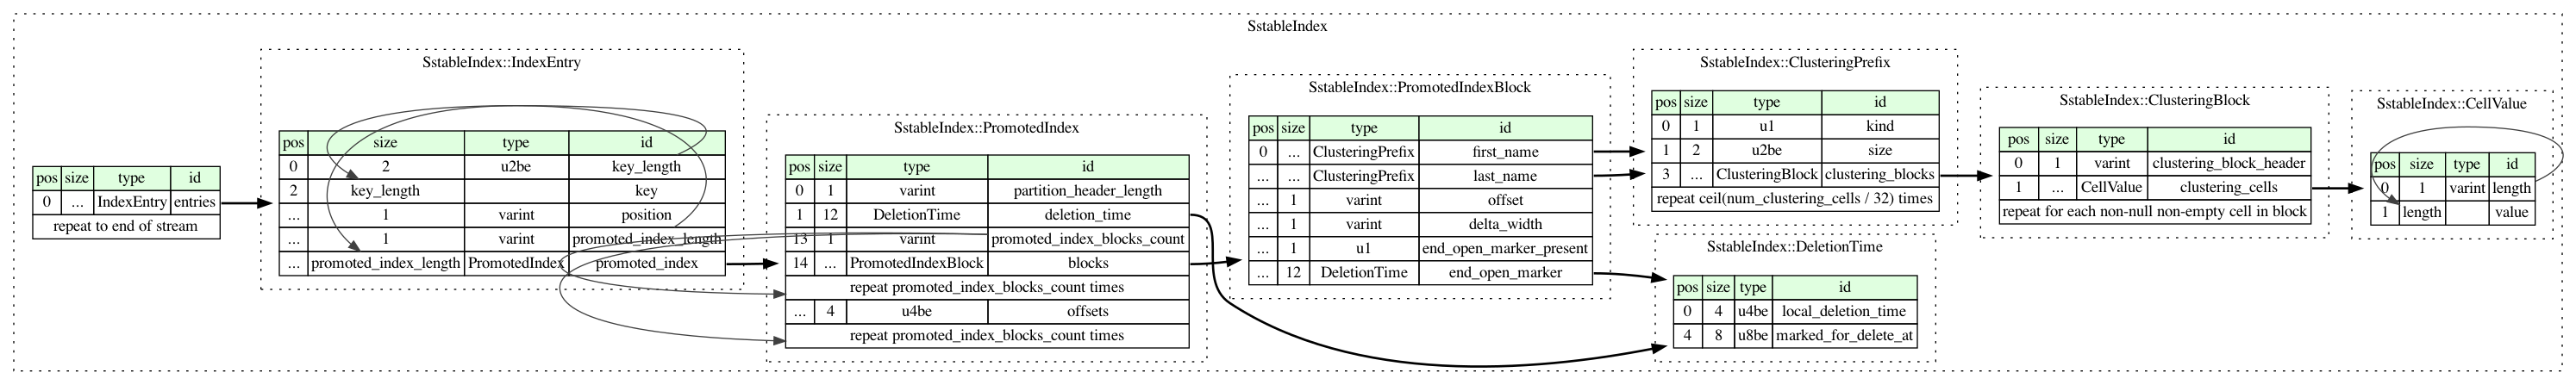 SstableIndex
pos size type id
0 ... IndexEntry entries
repeat to end of stream
SstableIndex::IndexEntry
pos size type id
0 2 u2be key_length
2 key_length key
... 1 varint position
... 1 varint promoted_index_length
... promoted_index_length PromotedIndex promoted_index
SstableIndex::PromotedIndex
pos size type id
0 1 varint partition_header_length
1 12 DeletionTime deletion_time
13 1 varint promoted_index_blocks_count
14 ... PromotedIndexBlock blocks
repeat promoted_index_blocks_count times
... 4 u4be offsets
repeat promoted_index_blocks_count times
SstableIndex::PromotedIndexBlock
pos size type id
0 ... ClusteringPrefix first_name
... ... ClusteringPrefix last_name
... 1 varint offset
... 1 varint delta_width
... 1 u1 end_open_marker_present
... 12 DeletionTime end_open_marker
SstableIndex::ClusteringPrefix
pos size type id
0 1 u1 kind
1 2 u2be size
3 ... ClusteringBlock clustering_blocks
repeat ceil(num_clustering_cells / 32) times
SstableIndex::DeletionTime
pos size type id
0 4 u4be local_deletion_time
4 8 u8be marked_for_delete_at
SstableIndex::ClusteringBlock
pos size type id
0 1 varint clustering_block_header
1 ... CellValue clustering_cells
repeat for each non-null non-empty cell in block
SstableIndex::CellValue
pos size type id
0 1 varint length
1 length value